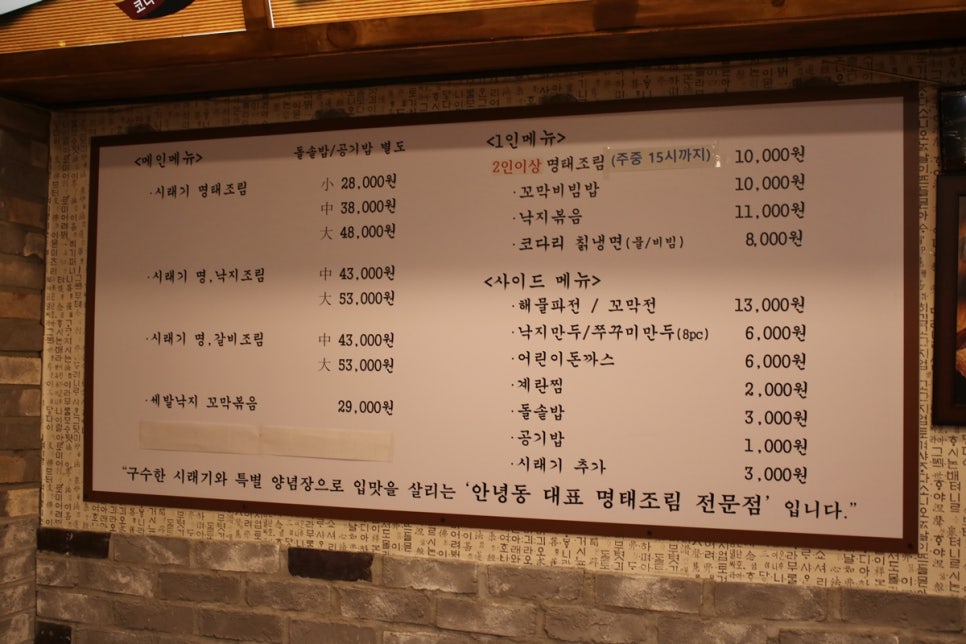 <메인메뉴>
돌솥밥/공기밥 별도
·시래기 명태조림 小 28,000원
中 38,000원
大 48,000원
·시래기 명,낙지조림 中 43,000원
大 53,000원
·시래기 명,갈비조림 中 43,000원
大 53,000원
·세발낙지 꼬막볶음 29,000원
<1인메뉴>
2인이상 명태조림 (주중 15시까지) 10,000원
·꼬막비빔밥 10,000원
·낙지볶음 11,000원
·코다리 칡냉면(물/비빔) 8,000원
<사이드 메뉴>
·해물파전 / 꼬막전 13,000원
·낙지만두/쭈꾸미만두(8pc) 6,000원
·어린이돈까스 6,000원
·계란찜 2,000원
·돌솥밥 3,000원
·공기밥 1,000원
·시래기 추가 3,000원
“구수한 시래기와 특별 양념장으로 입맛을 살리는 ‘안녕동 대표 명태조림 전문점’ 입니다.”